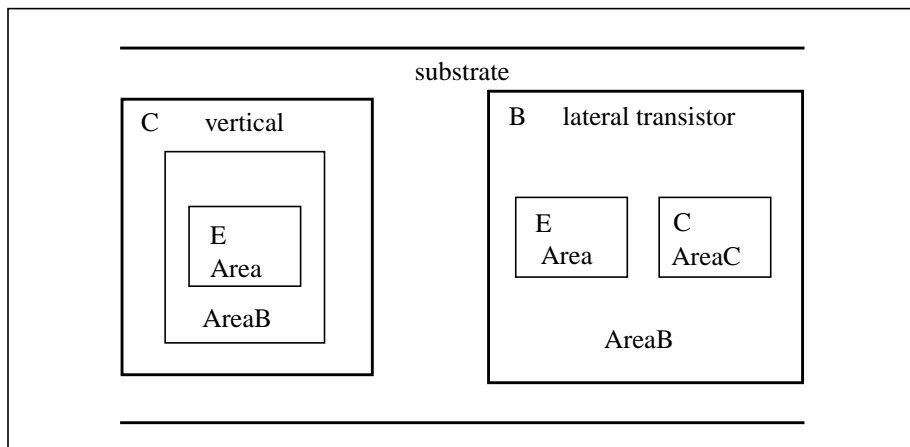 substrate
C vertical
E
Area
AreaB
B lateral transistor
E
Area
C
AreaC
AreaB